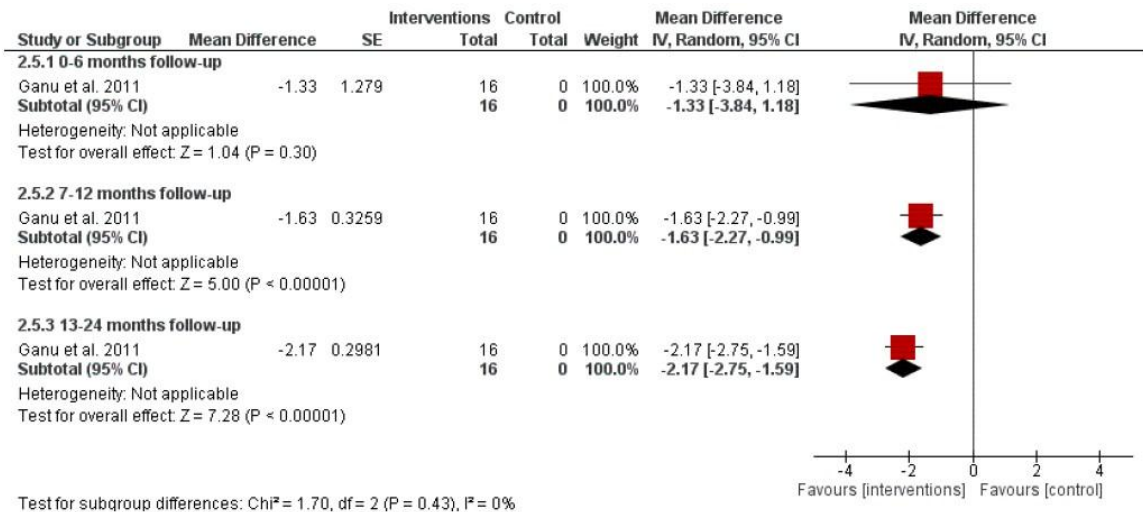 Interventions Control Mean Difference Mean Difference
Study or Subgroup Mean Difference SE Total Total Weight IV, Random, 95% CI IV, Random, 95% CI
2.5.1 0-6 months follow-up
Ganu et al. 2011 -1.33 1.279 16 0 100.0% -1.33 [-3.84, 1.18]
Subtotal (95% CI) 16 0 100.0% -1.33 [-3.84, 1.18]
Heterogeneity: Not applicable
Test for overall effect: Z = 1.04 (P = 0.30)
2.5.2 7-12 months follow-up
Ganu et al. 2011 -1.63 0.3259 16 0 100.0% -1.63 [-2.27, -0.99]
Subtotal (95% CI) 16 0 100.0% -1.63 [-2.27, -0.99]
Heterogeneity: Not applicable
Test for overall effect: Z = 5.00 (P < 0.00001)
2.5.3 13-24 months follow-up
Ganu et al. 2011 -2.17 0.2981 16 0 100.0% -2.17 [-2.75, -1.59]
Subtotal (95% CI) 16 0 100.0% -2.17 [-2.75, -1.59]
Heterogeneity: Not applicable
Test for overall effect: Z = 7.28 (P < 0.00001)
-4 -2 0 2 4
Favours [interventions] Favours [control]
Test for subgroup differences: Chi² = 1.70, df = 2 (P = 0.43), I² = 0%